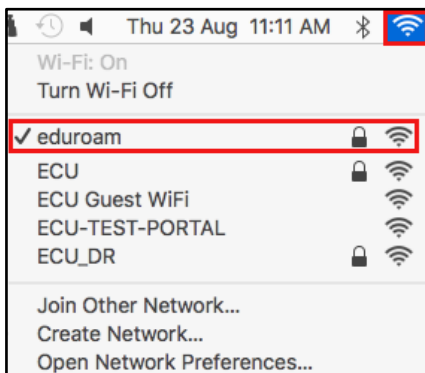 Thu 23 Aug 11:11 AM
Wi-Fi: On
Turn Wi-Fi Off
✓ eduroam
ECU
ECU Guest WiFi
ECU-TEST-PORTAL
ECU_DR
Join Other Network...
Create Network...
Open Network Preferences...